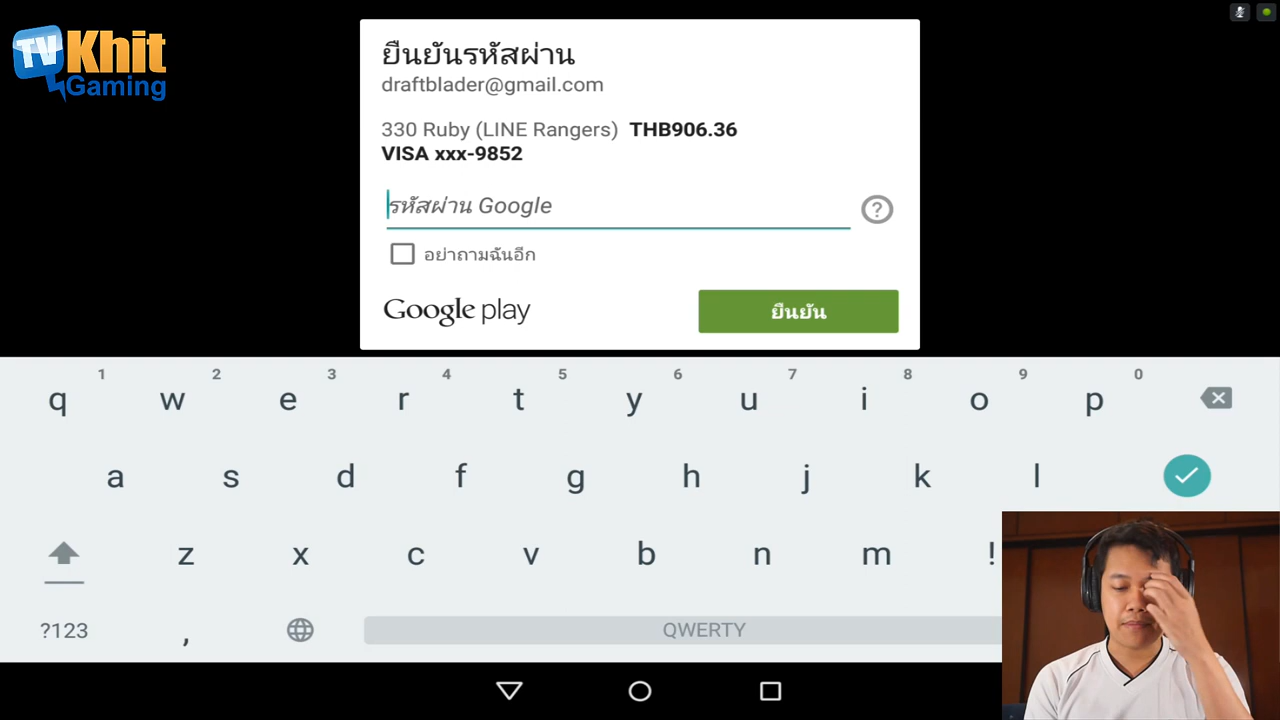 TV Khit
Gaming
ยืนยันรหัสผ่าน
draftblader@gmail.com
330 Ruby (LINE Rangers) THB906.36
VISA xxx-9852
รหัสผ่าน Google
?
อย่าถามฉันอีก
Google play
ยืนยัน
1 2 3 4 5 6 7 8 9 0
q w e r t y u i o p
a s d f g h j k l
z x c v b n m !
?123 , QWERTY